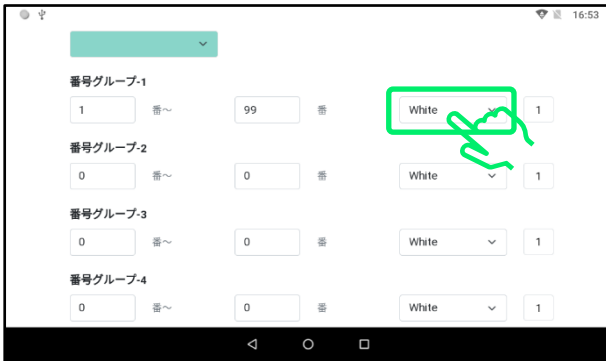 16:53
番号グループ-1
1 番～ 99 番 White 1
番号グループ-2
0 番～ 0 番 White 1
番号グループ-3
0 番～ 0 番 White 1
番号グループ-4
0 番～ 0 番 White 1